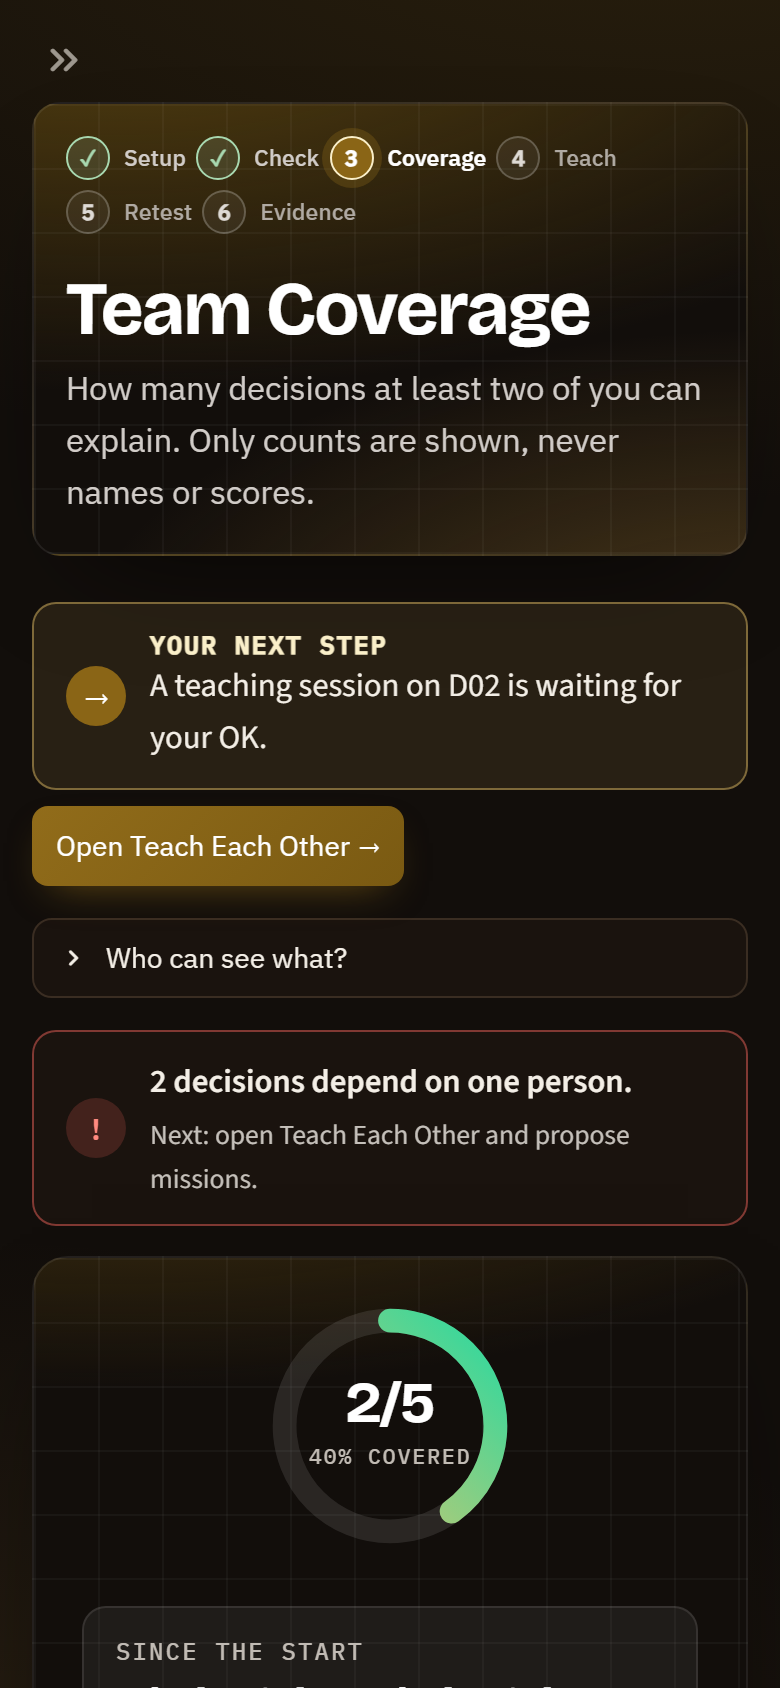 ✓ Setup ✓ Check 3 Coverage 4 Teach
5 Retest 6 Evidence
Team Coverage
How many decisions at least two of you can
explain. Only counts are shown, never
names or scores.
YOUR NEXT STEP
→ A teaching session on D02 is waiting for
your OK.
Open Teach Each Other →
Who can see what?
2 decisions depend on one person.
! Next: open Teach Each Other and propose
missions.
2/5
40% COVERED
SINCE THE START